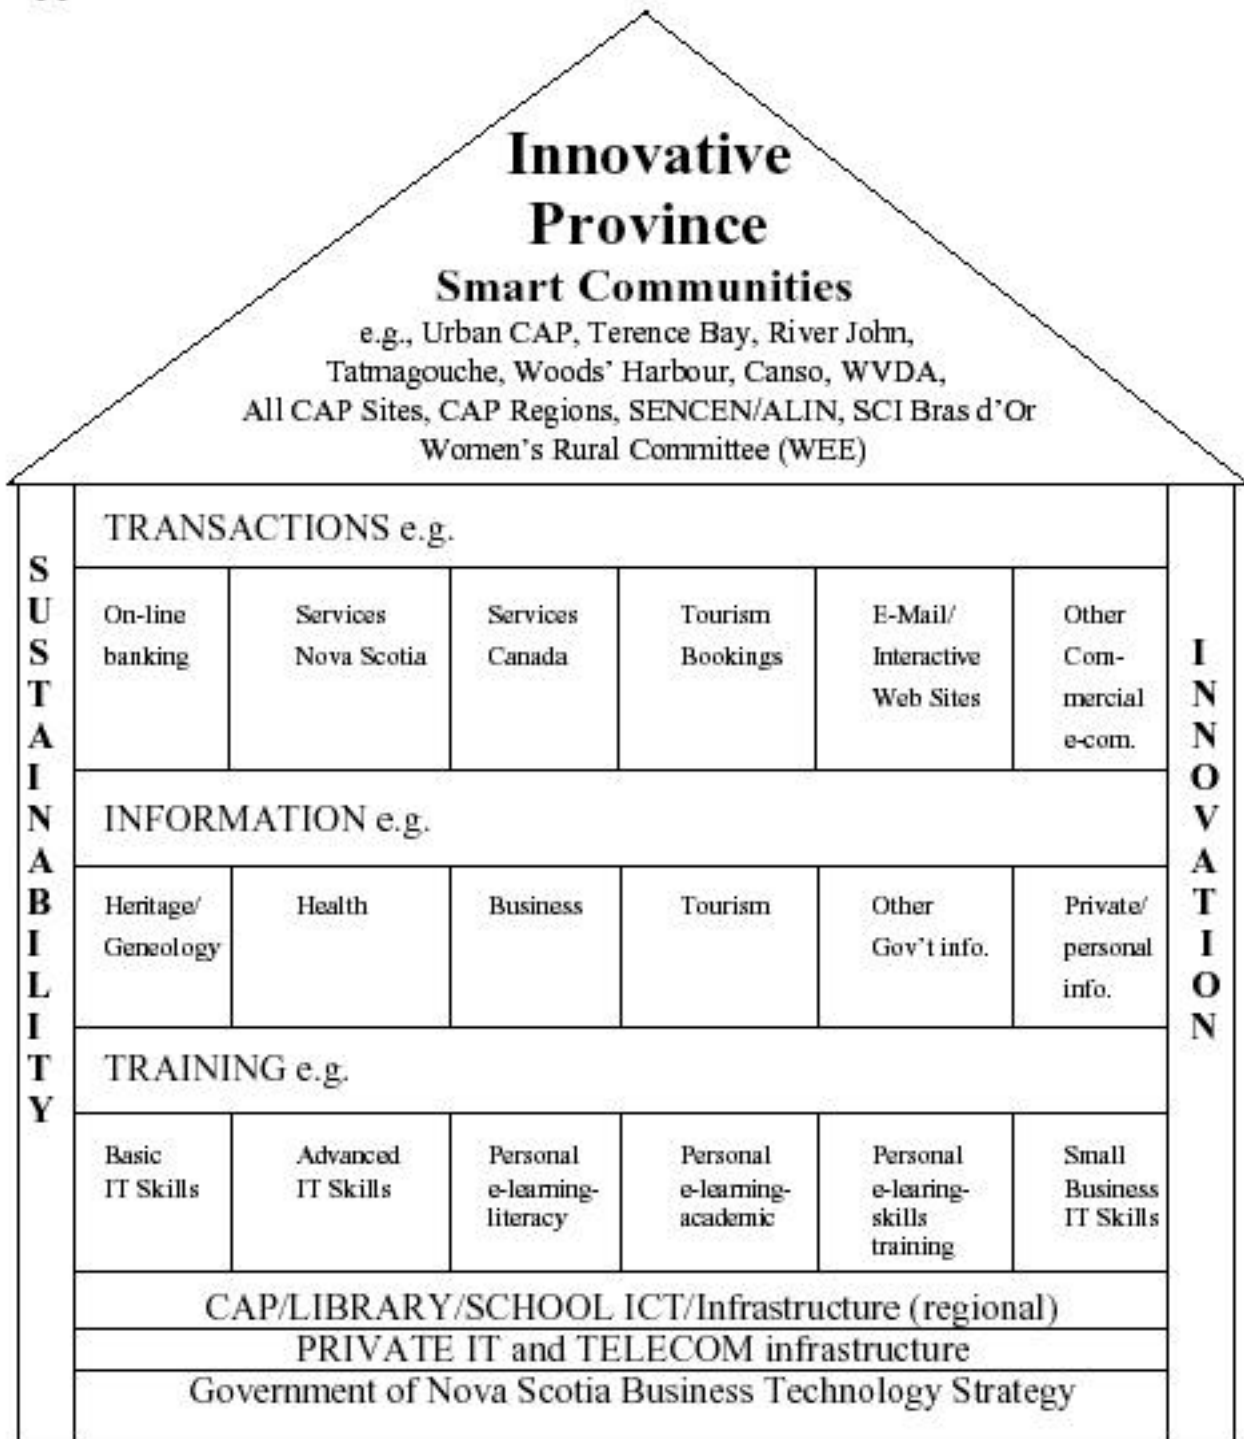 Innovative
Province
Smart Communities
e.g., Urban CAP, Terence Bay, River John,
Tatmagouche, Woods' Harbour, Canso, WVDA,
All CAP Sites, CAP Regions, SENCEN/ALIN, SCI Bras d'Or
Women's Rural Committee (WEE)
SUSTAINABILITY
TRANSACTIONS e.g.
On-line
banking
Services
Nova Scotia
Services
Canada
Tourism
Bookings
E-Mail/
Interactive
Web Sites
Other
Com-
mercial
e-com.
INFORMATION e.g.
Heritage/
Geneology
Health
Business
Tourism
Other
Gov't info.
Private/
personal
info.
TRAINING e.g.
Basic
IT Skills
Advanced
IT Skills
Personal
e-learning-
literacy
Personal
e-learning-
academic
Personal
e-learing-
skills
training
Small
Business
IT Skills
CAP/LIBRARY/SCHOOL ICT/Infrastructure (regional)
PRIVATE IT and TELECOM infrastructure
Government of Nova Scotia Business Technology Strategy
INNOVATION